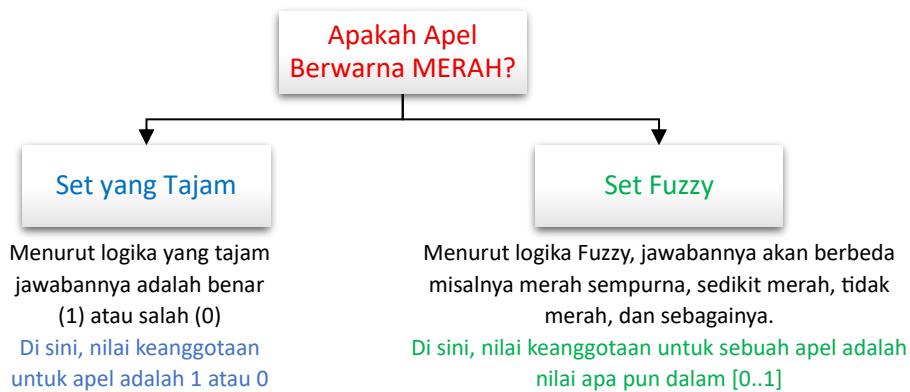 Apakah Apel
Berwarna MERAH?
Set yang Tajam
Menurut logika yang tajam
jawabannya adalah benar
(1) atau salah (0)
Di sini, nilai keanggotaan
untuk apel adalah 1 atau 0
Set Fuzzy
Menurut logika Fuzzy, jawabannya akan berbeda
misalnya merah sempurna, sedikit merah, tidak
merah, dan sebagainya.
Di sini, nilai keanggotaan untuk sebuah apel adalah
nilai apa pun dalam [0..1]